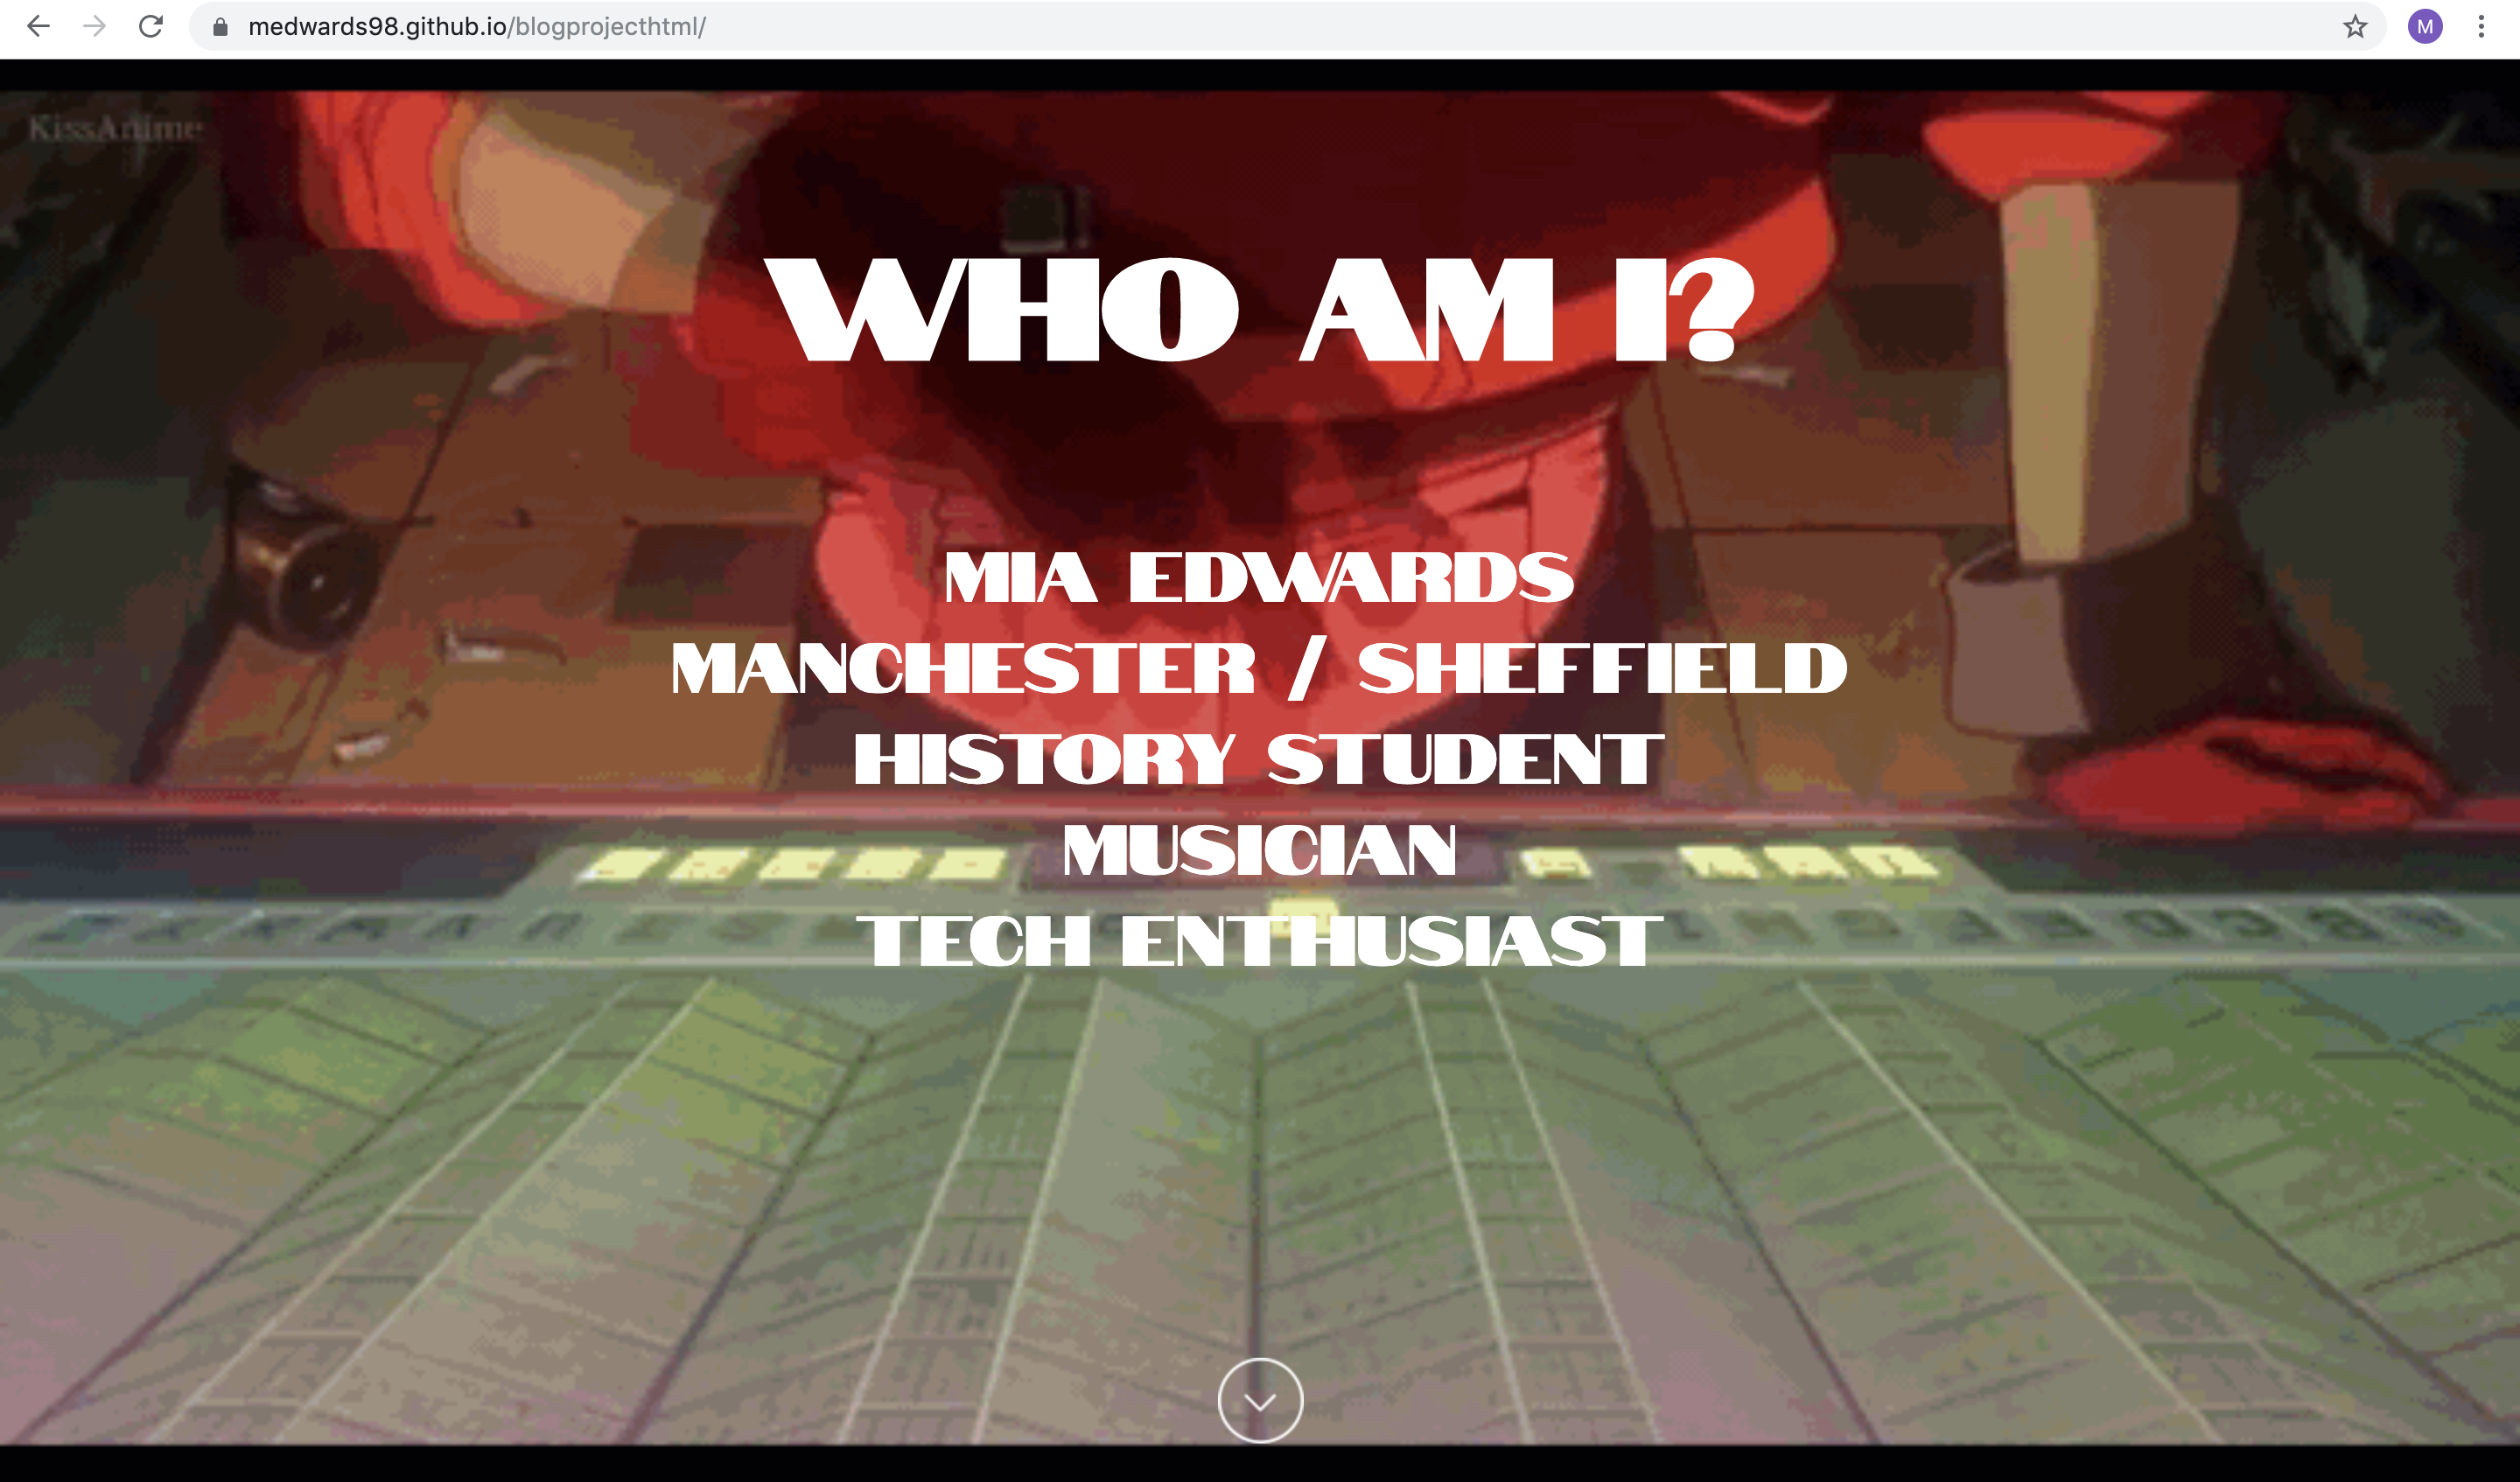 medwards98.github.io/blogprojecthtml/
M
KissAnime
WHO AM I?
MIA EDWARDS
MANCHESTER / SHEFFIELD
HISTORY STUDENT
MUSICIAN
TECH ENTHUSIAST